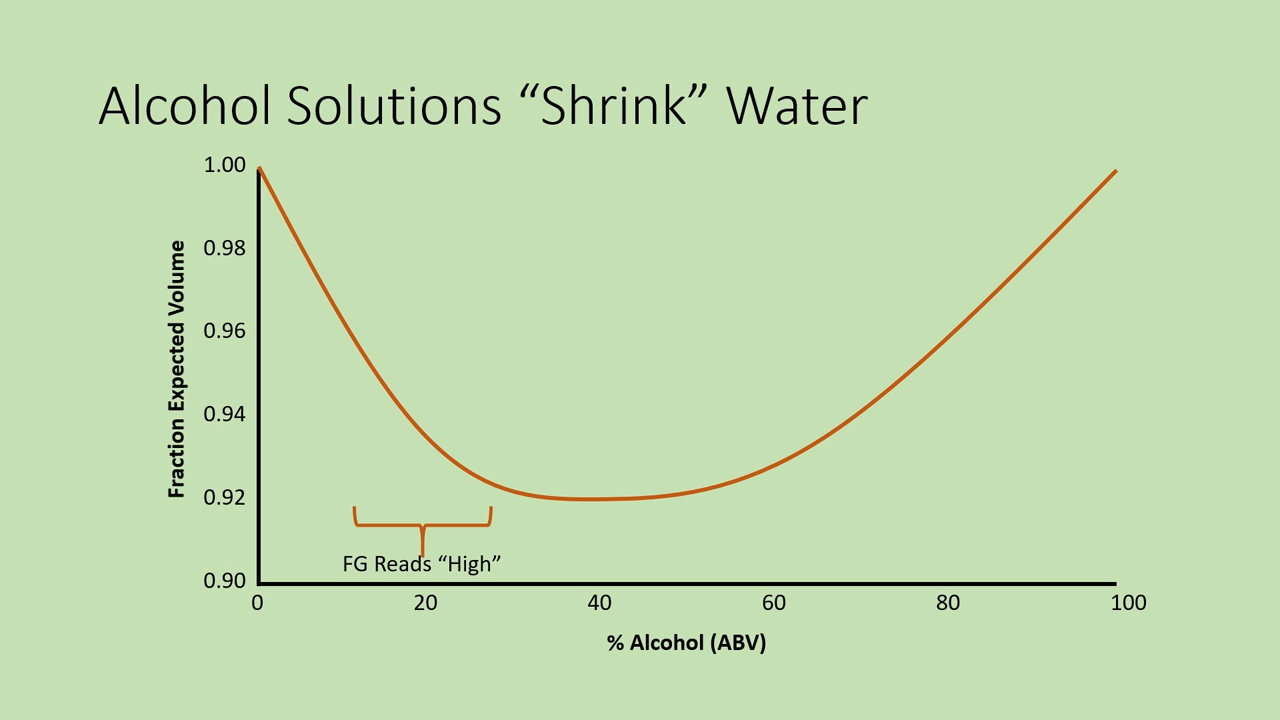 Alcohol Solutions “Shrink” Water
1.00
0.98
0.96
0.94
0.92
0.90
Fraction Expected Volume
FG Reads “High”
0 20 40 60 80 100
% Alcohol (ABV)